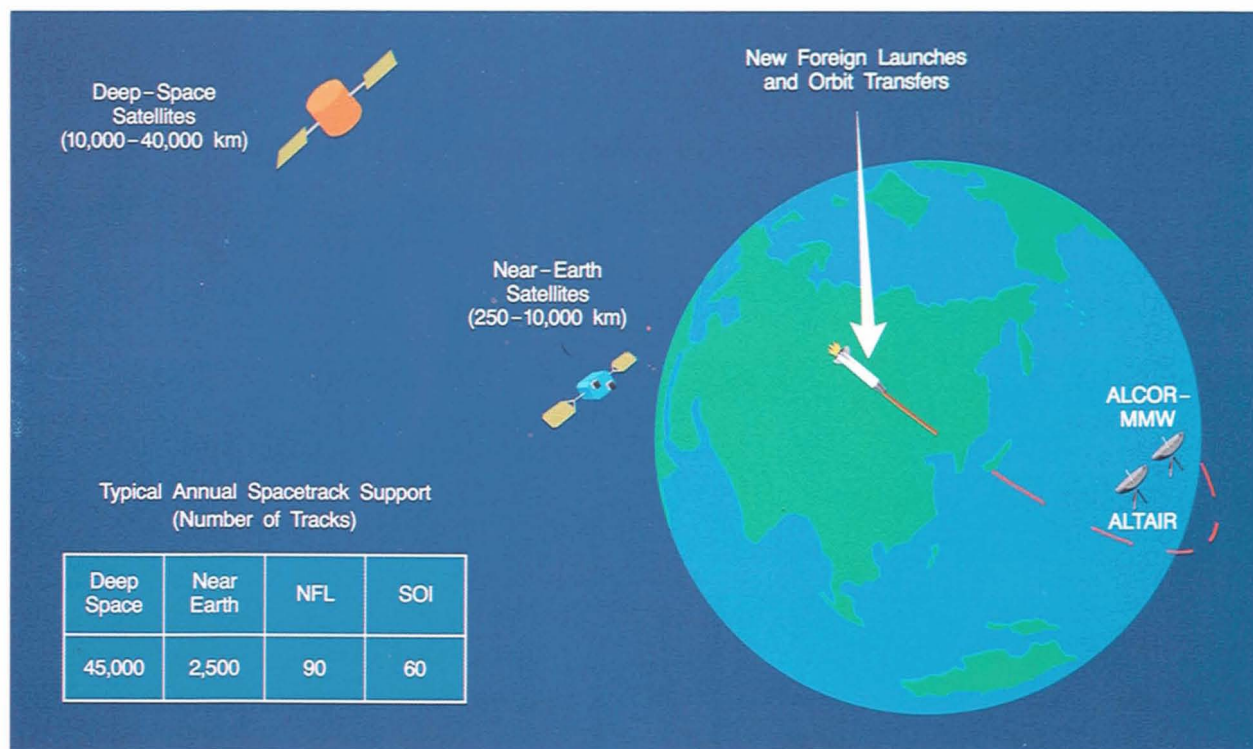 Deep-Space
Satellites
(10,000-40,000 km)
New Foreign Launches
and Orbit Transfers
Near-Earth
Satellites
(250-10,000 km)
ALCOR-
MMW
ALTAIR
Typical Annual Spacetrack Support
(Number of Tracks)
Deep Space Near Earth NFL SOI
45,000 2,500 90 60